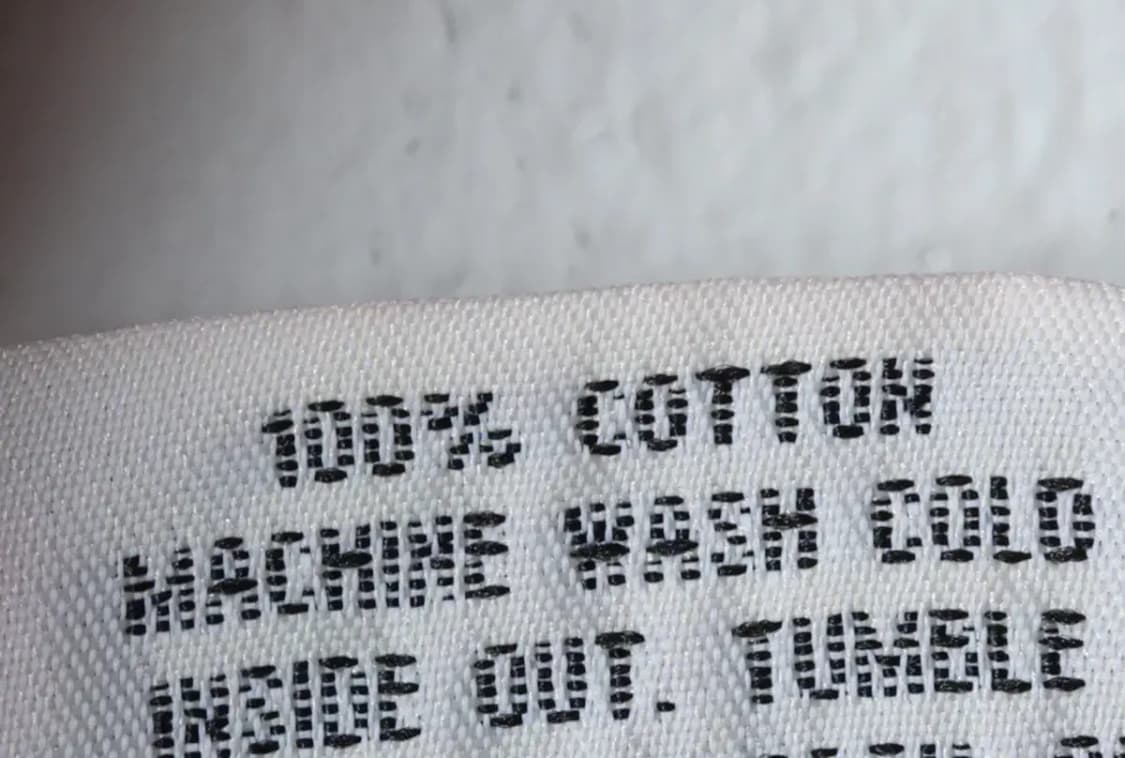 100% COTTON
MACHINE WASH COLD
INSIDE OUT. TUMBLE